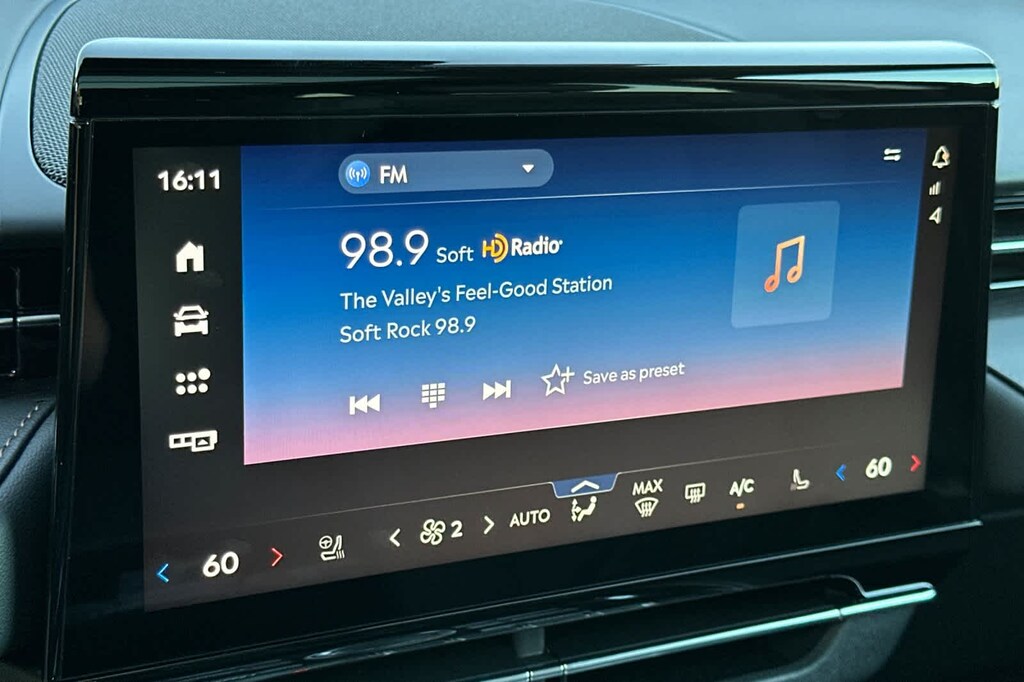 16:11
FM
98.9 Soft HD Radio
The Valley's Feel-Good Station
Soft Rock 98.9
Save as preset
60
2
AUTO
MAX
A/C
60